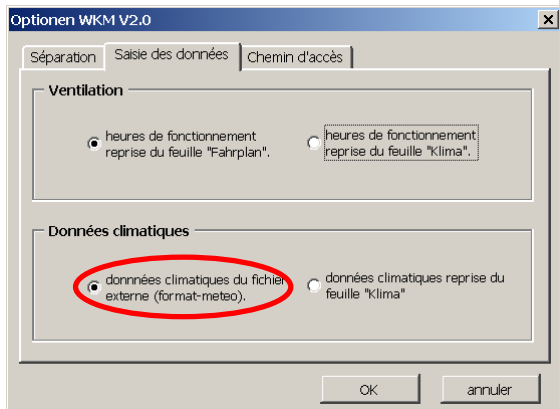 Optionen WKM V2.0
Séparation
Saisie des données
Chemin d'accès
Ventilation
heures de fonctionnement
reprise du feuille "Fahrplan".
heures de fonctionnement
reprise du feuille "Klima".
Données climatiques
donnnées climatiques du fichier
externe (format-meteo).
données climatiques reprise du
feuille "Klima"
OK
annuler